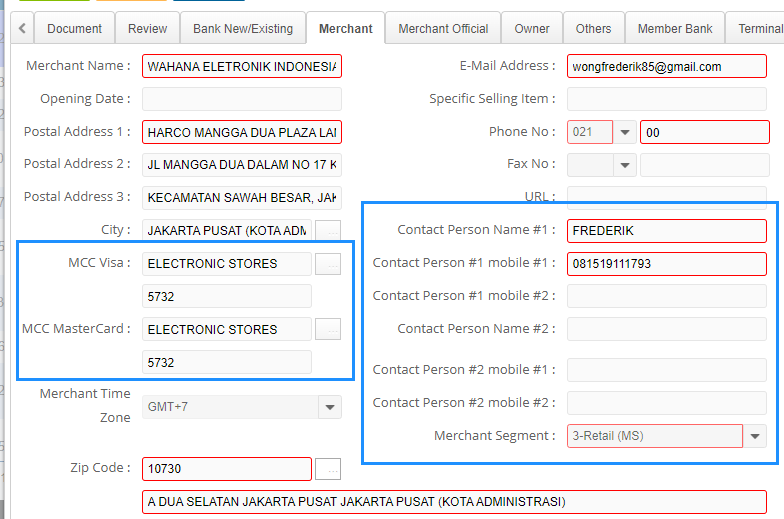 Document Review Bank New/Existing Merchant Merchant Official Owner Others Member Bank Terminal
Merchant Name : WAHANA ELETRONIK INDONESIA E-Mail Address : wongfrederik85@gmail.com
Opening Date : Specific Selling Item :
Postal Address 1 : HARCO MANGGA DUA PLAZA LAN Phone No : 021 00
Postal Address 2 : JL MANGGA DUA DALAM NO 17 K Fax No :
Postal Address 3 : KECAMATAN SAWAH BESAR, JAK URL :
City : JAKARTA PUSAT (KOTA ADM ... Contact Person Name #1 : FREDERIK
MCC Visa : ELECTRONIC STORES ... Contact Person #1 mobile #1 : 081519111793
5732 Contact Person #1 mobile #2 :
MCC MasterCard : ELECTRONIC STORES ... Contact Person Name #2 :
5732 Contact Person #2 mobile #1 :
Merchant Time Zone GMT+7 Contact Person #2 mobile #2 :
Merchant Segment : 3-Retail (MS)
Zip Code : 10730 ...
A DUA SELATAN JAKARTA PUSAT JAKARTA PUSAT (KOTA ADMINISTRASI)